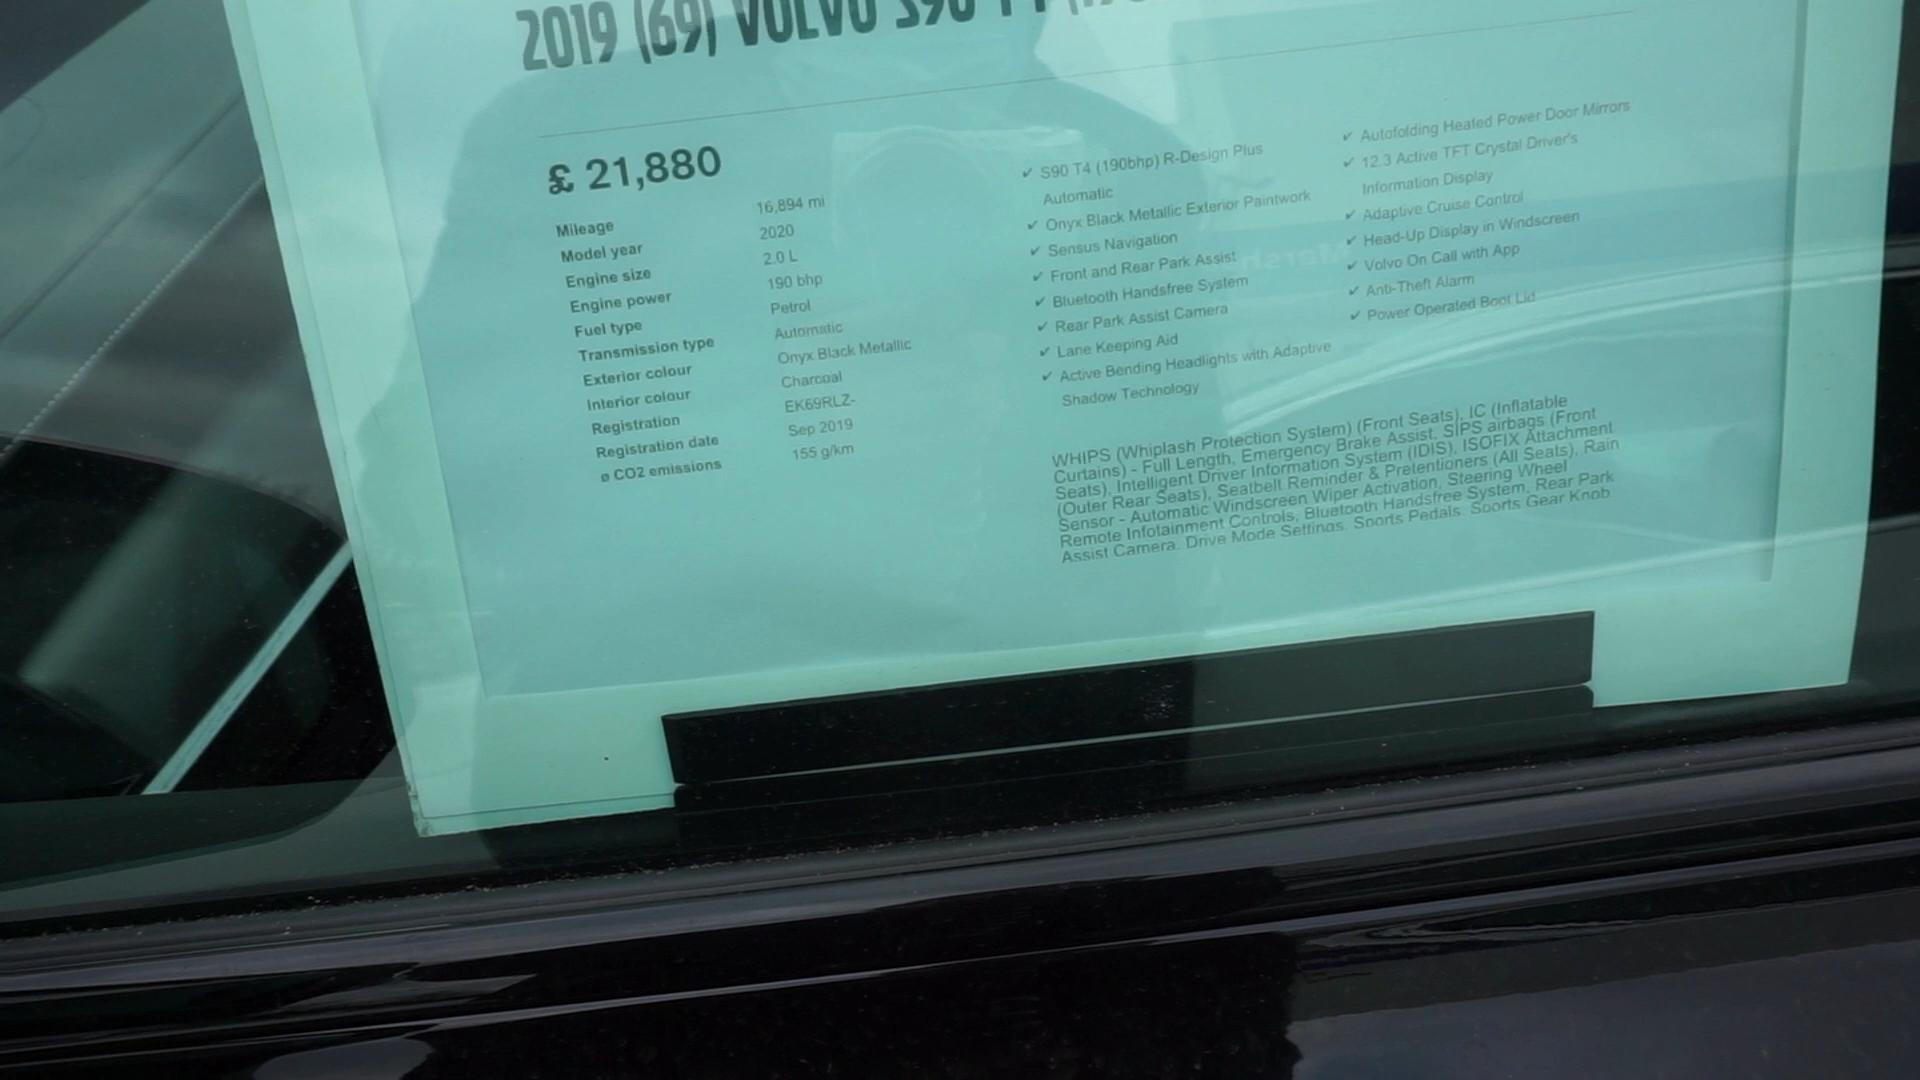 2019 (69) VOLVO S90 T4
£ 21,880
Mileage 16,894 mi
Model year 2020
Engine size 2.0 L
Engine power 190 bhp
Fuel type Petrol
Transmission type Automatic
Exterior colour Onyx Black Metallic
Interior colour Charcoal
Registration EK69RLZ-
Registration date Sep 2019
ø CO2 emissions 155 g/km
✓ S90 T4 (190bhp) R-Design Plus
Automatic
✓ Onyx Black Metallic Exterior Paintwork
✓ Sensus Navigation
✓ Front and Rear Park Assist
✓ Bluetooth Handsfree System
✓ Rear Park Assist Camera
✓ Lane Keeping Aid
✓ Active Bending Headlights with Adaptive
Shadow Technology
✓ Autofolding Heated Power Door Mirrors
✓ 12.3 Active TFT Crystal Driver's
Information Display
✓ Adaptive Cruise Control
✓ Head-Up Display in Windscreen
✓ Volvo On Call with App
✓ Anti-Theft Alarm
✓ Power Operated Boot Lid
WHIPS (Whiplash Protection System) (Front Seats), IC (Inflatable
Curtains) - Full Length, Emergency Brake Assist, SIPS airbags (Front
Seats), Intelligent Driver Information System (IDIS), ISOFIX Attachment
(Outer Rear Seats), Seatbelt Reminder & Pretentioners (All Seats), Rain
Sensor - Automatic Windscreen Wiper Activation, Steering Wheel
Remote Infotainment Controls, Bluetooth Handsfree System, Rear Park
Assist Camera, Drive Mode Settings, Sports Pedals, Sports Gear Knob